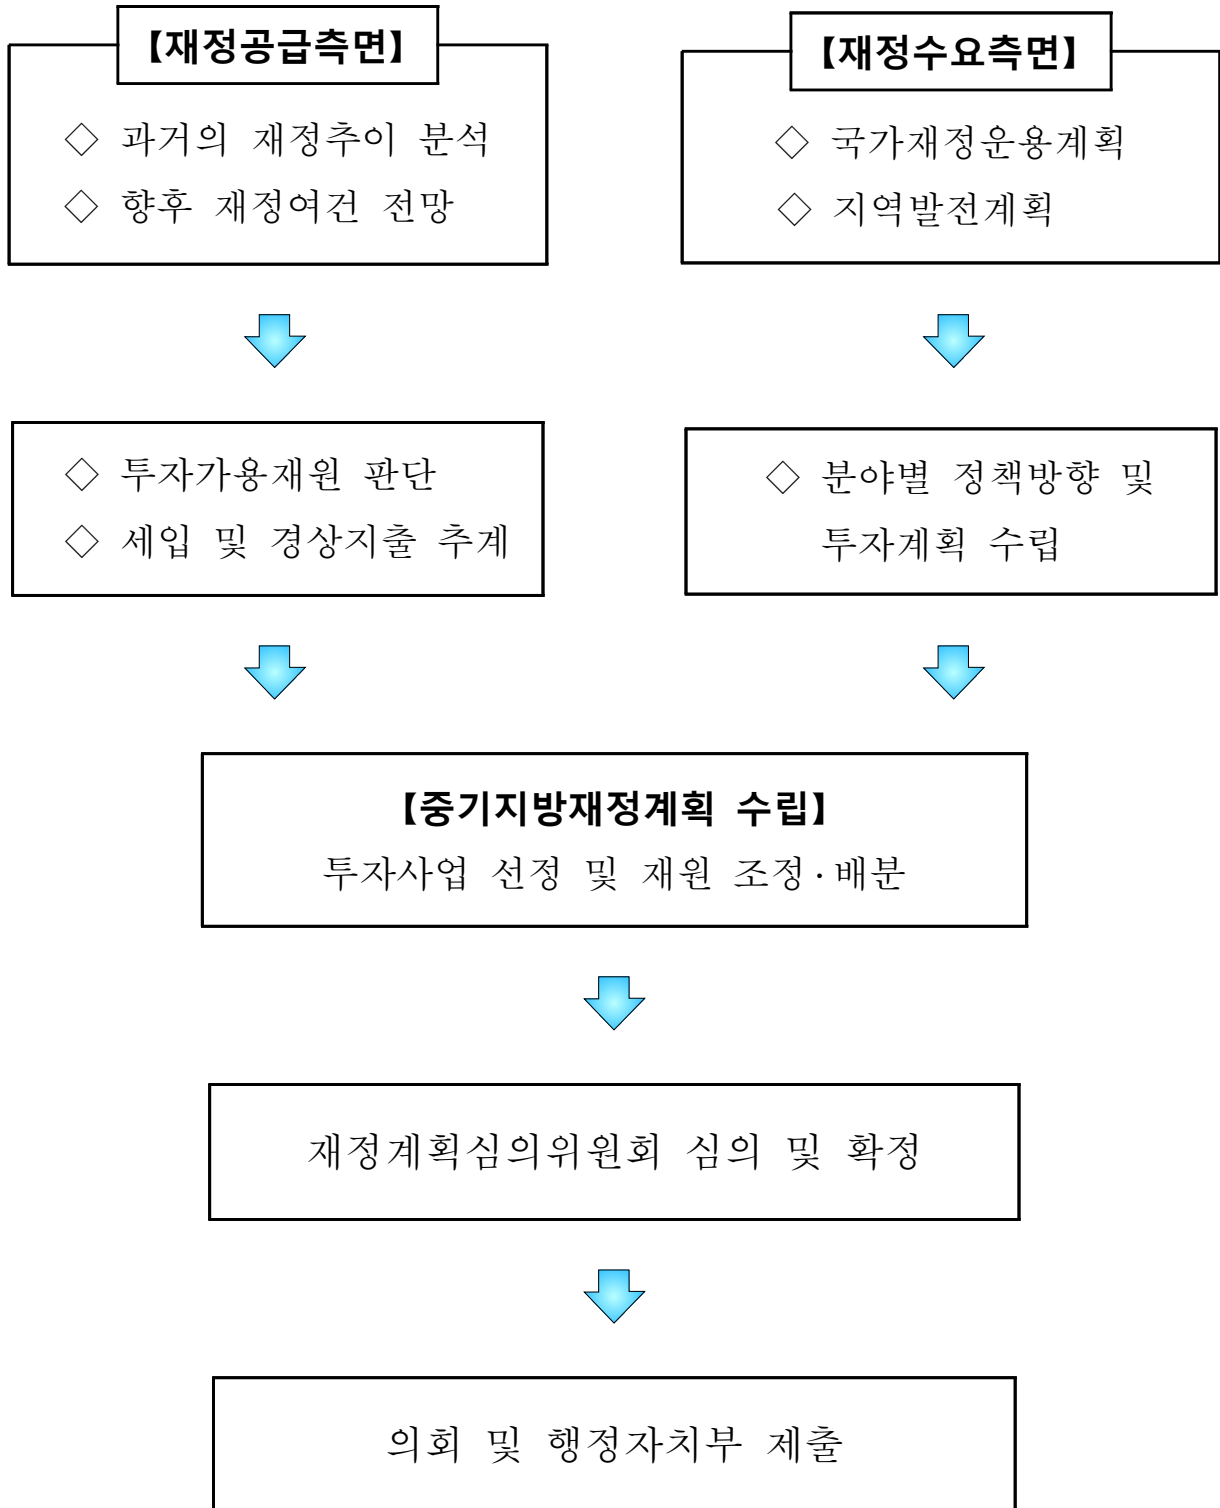 【재정공급측면】
◇ 과거의 재정추이 분석
◇ 향후 재정여건 전망
【재정수요측면】
◇ 국가재정운용계획
◇ 지역발전계획
◇ 투자가용재원 판단
◇ 세입 및 경상지출 추계
◇ 분야별 정책방향 및
투자계획 수립
【중기지방재정계획 수립】
투자사업 선정 및 재원 조정·배분
재정계획심의위원회 심의 및 확정
의회 및 행정자치부 제출